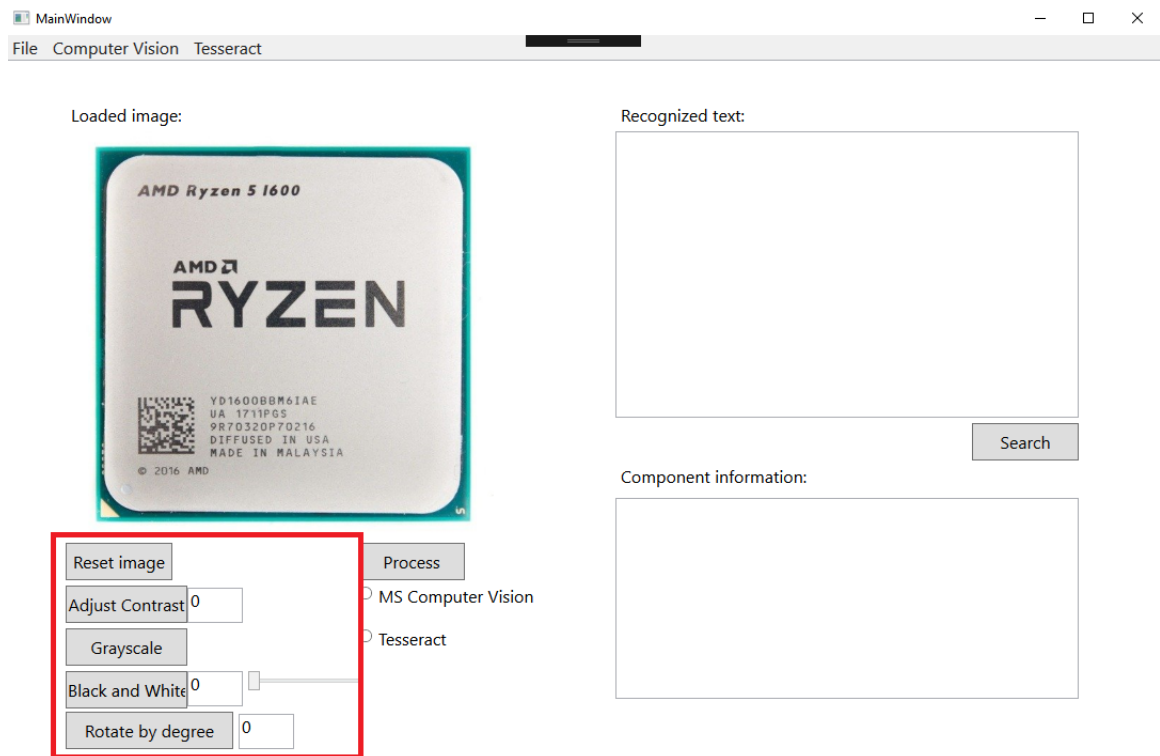 MainWindow
File Computer Vision Tesseract
Loaded image:
AMD Ryzen 5 1600
AMD
RYZEN
YD1600BBM6IAE
UA 1711PGS
9R70320P70216
DIFFUSED IN USA
MADE IN MALAYSIA
© 2016 AMD
Reset image
Adjust Contrast 0
Grayscale
Black and White 0
Rotate by degree 0
Process
MS Computer Vision
Tesseract
Recognized text:
Search
Component information: